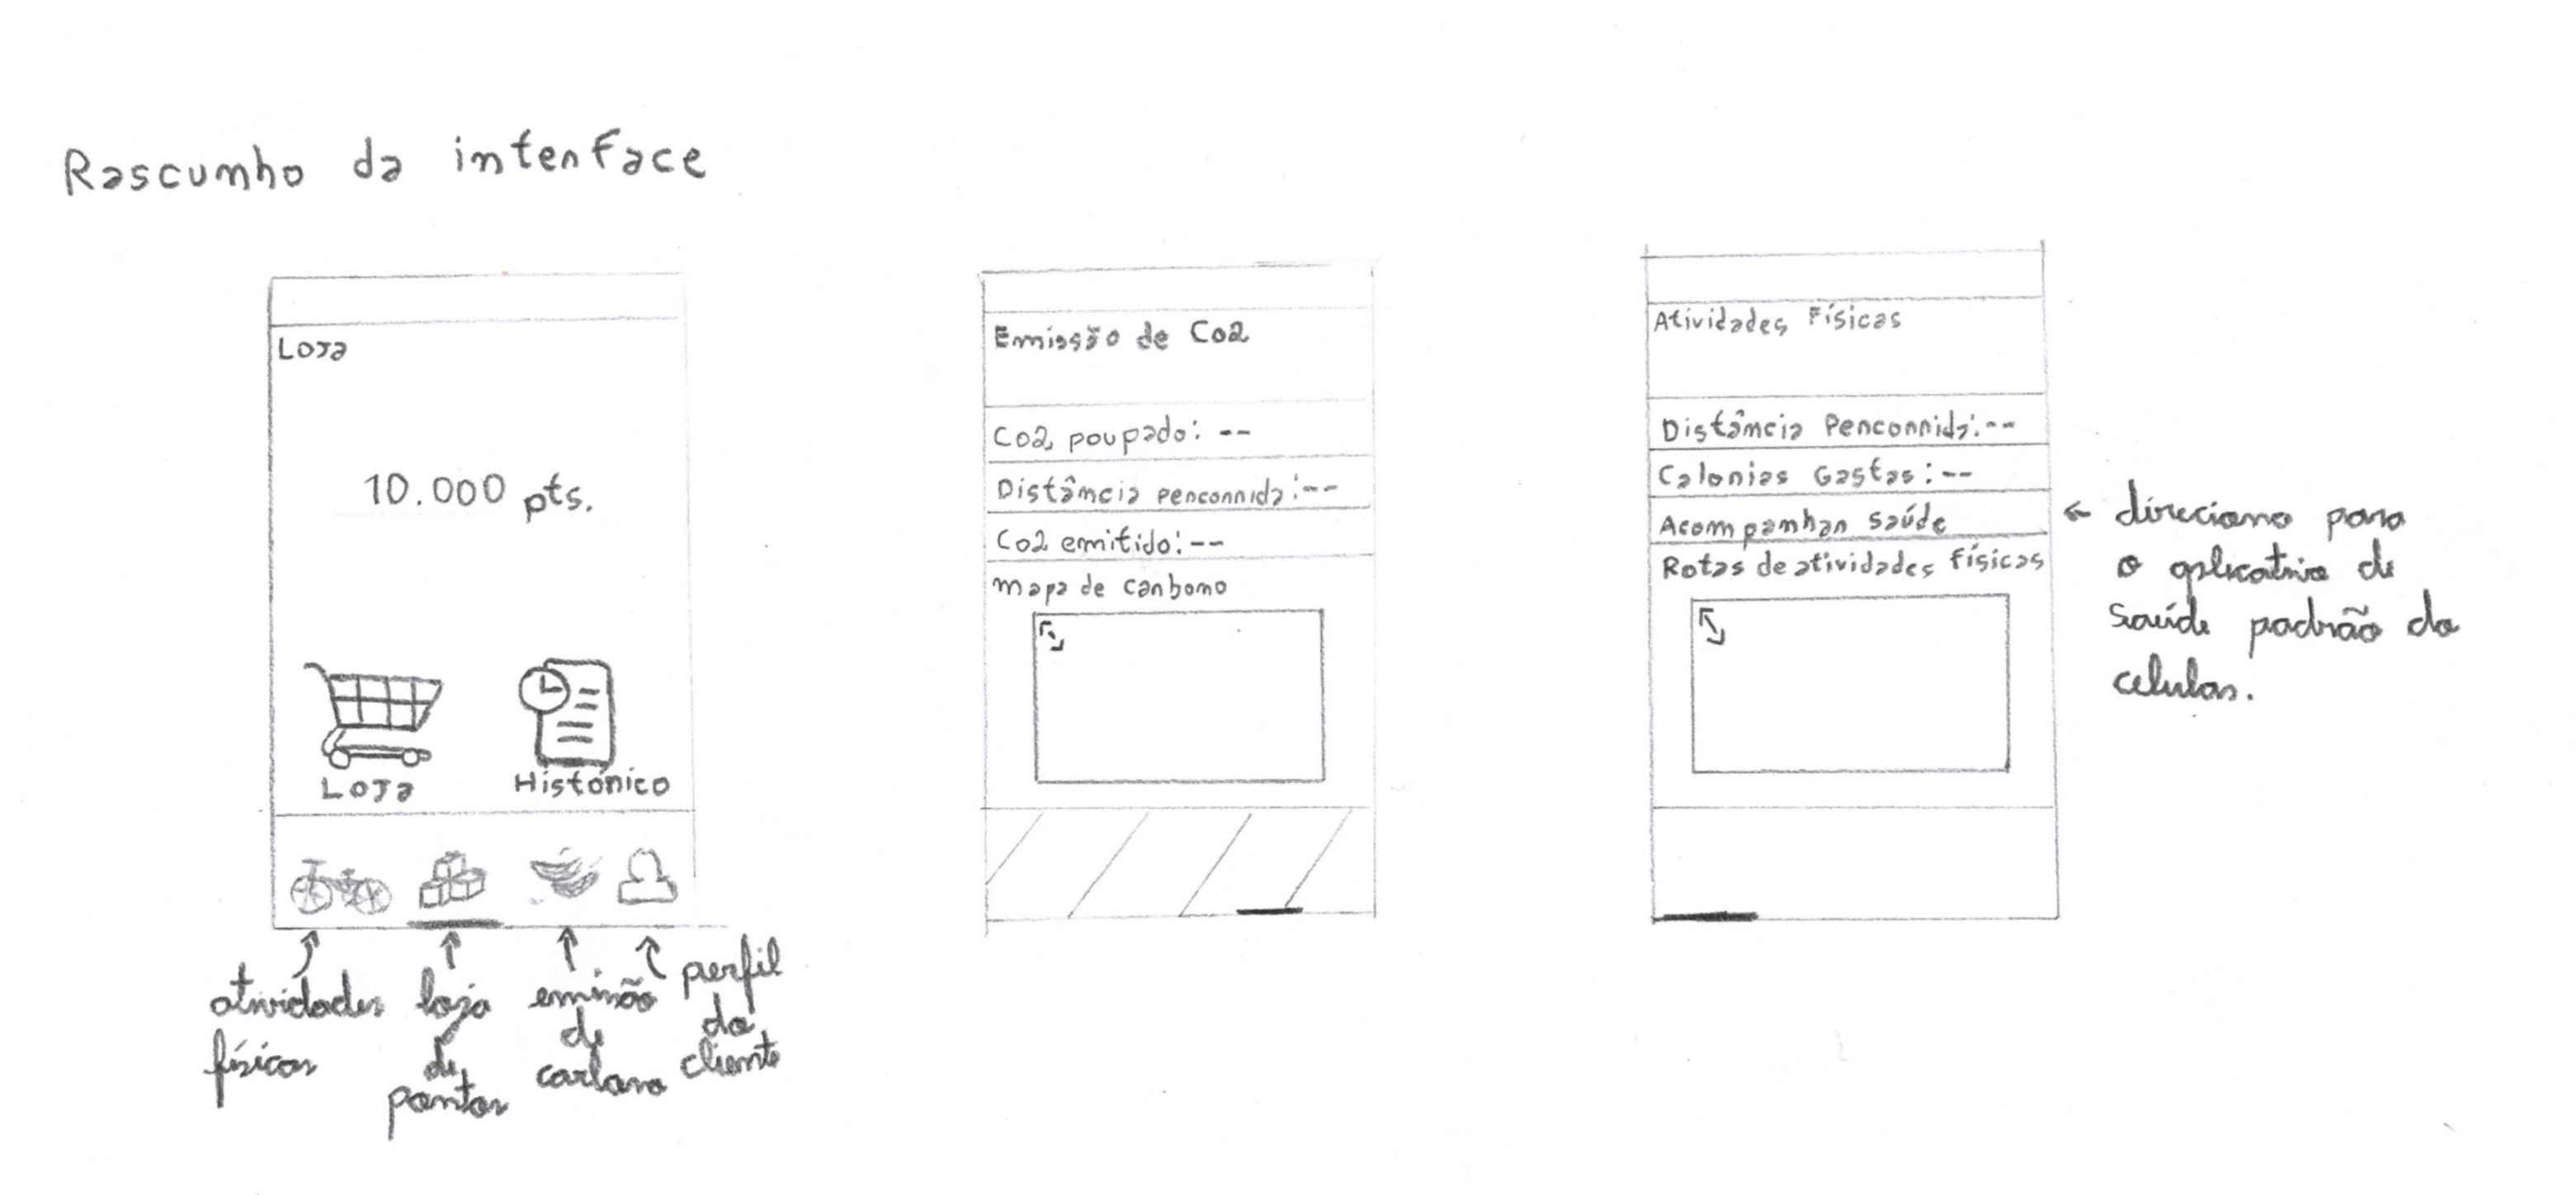 Rascunho da interface
Loja
10.000 pts.
Loja
Histórico
atividades
físicas
loja
de
pontos
emissão
de
carbono
perfil
do
cliente
Emissão de Co2
Co2 poupado: --
Distância percorrida: --
Co2 emitido: --
mapa de carbono
Atividades Físicas
Distância Percorrida: --
Calorias Gastas: --
Acompanhar saúde
Rotas de atividades físicas
← direciona para
o aplicativo de
saúde padrão do
celular.